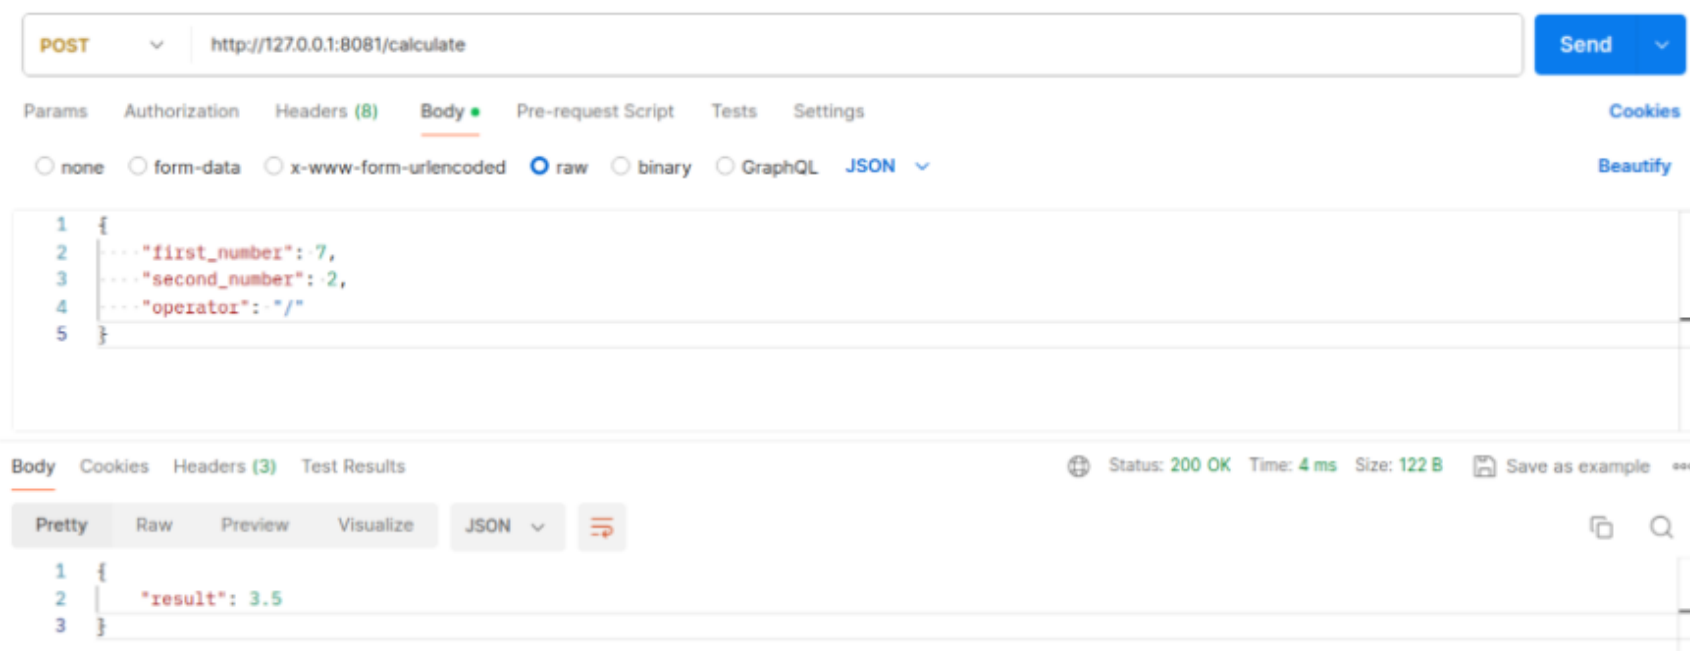 POST http://127.0.0.1:8081/calculate Send
Params Authorization Headers (8) Body Pre-request Script Tests Settings Cookies
none form-data x-www-form-urlencoded raw binary GraphQL JSON Beautify
1 {
2 "first_number": 7,
3 "second_number": 2,
4 "operator": "/"
5 }
Body Cookies Headers (3) Test Results Status: 200 OK Time: 4 ms Size: 122 B Save as example
Pretty Raw Preview Visualize JSON
1 {
2 "result": 3.5
3 }